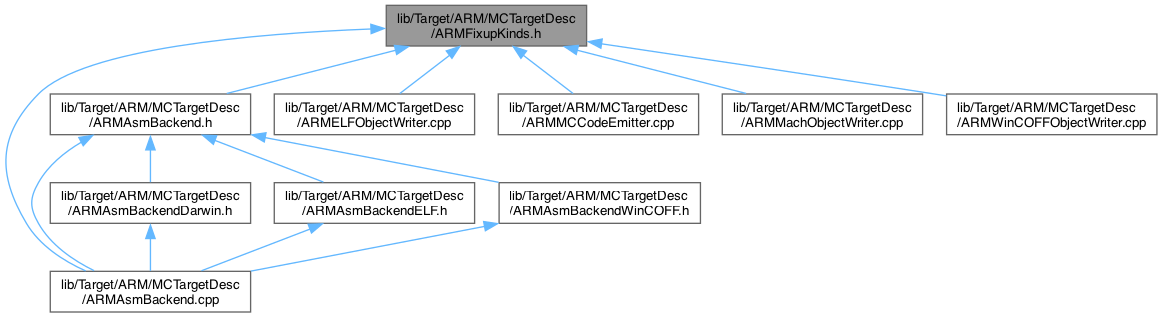 lib/Target/ARM/MCTargetDesc
/ARMFixupKinds.h
lib/Target/ARM/MCTargetDesc
/ARMAsmBackend.h
lib/Target/ARM/MCTargetDesc
/ARMELFObjectWriter.cpp
lib/Target/ARM/MCTargetDesc
/ARMMCCodeEmitter.cpp
lib/Target/ARM/MCTargetDesc
/ARMMachObjectWriter.cpp
lib/Target/ARM/MCTargetDesc
/ARMWinCOFFObjectWriter.cpp
lib/Target/ARM/MCTargetDesc
/ARMAsmBackendDarwin.h
lib/Target/ARM/MCTargetDesc
/ARMAsmBackendELF.h
lib/Target/ARM/MCTargetDesc
/ARMAsmBackendWinCOFF.h
lib/Target/ARM/MCTargetDesc
/ARMAsmBackend.cpp